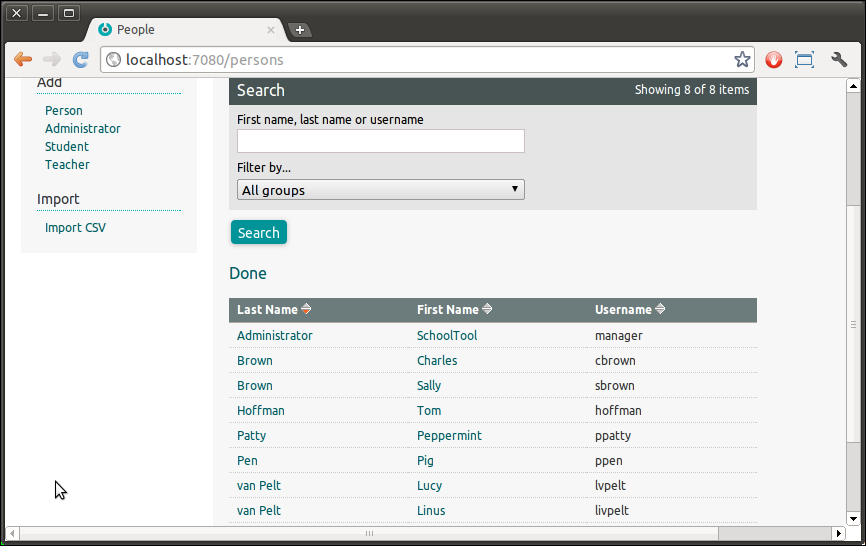 People
localhost:7080/persons
Add
Person
Administrator
Student
Teacher
Import
Import CSV
Search Showing 8 of 8 items
First name, last name or username
Filter by...
All groups
Search
Done
Last Name First Name Username
Administrator SchoolTool manager
Brown Charles cbrown
Brown Sally sbrown
Hoffman Tom hoffman
Patty Peppermint ppatty
Pen Pig ppen
van Pelt Lucy lvpelt
van Pelt Linus livpelt